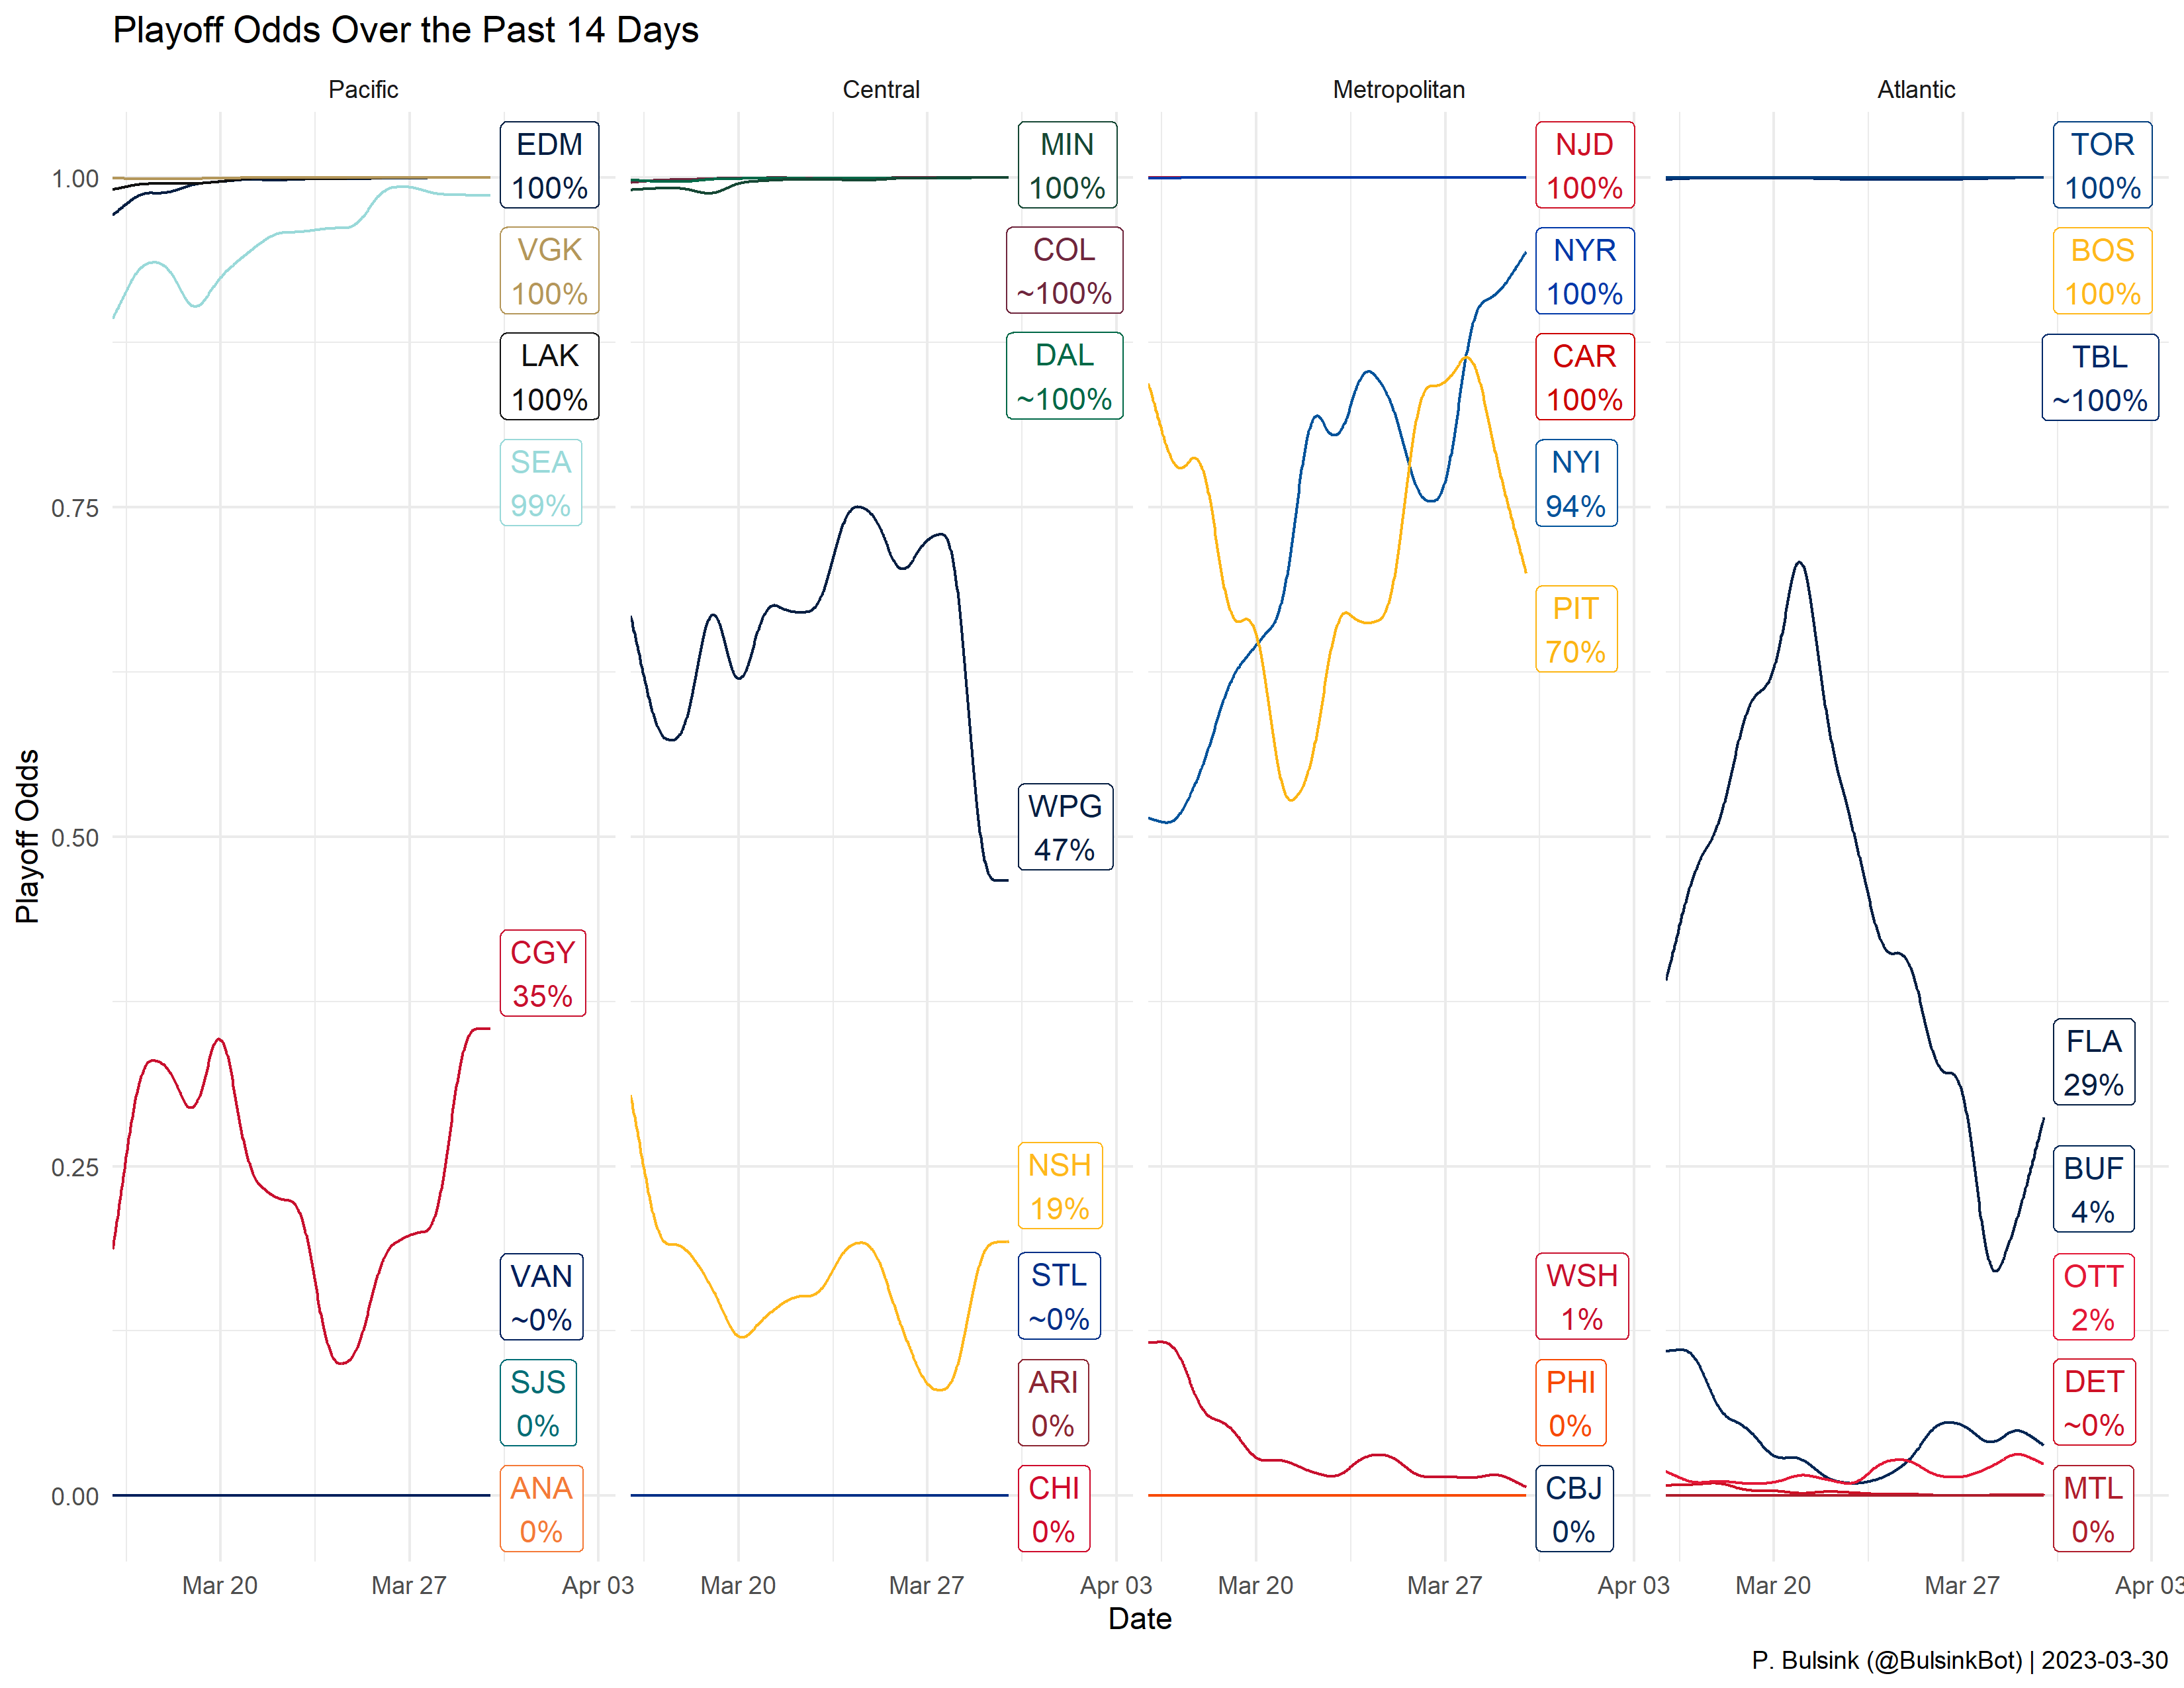 Playoff Odds Over the Past 14 Days
Pacific
Central
Metropolitan
Atlantic
Playoff Odds
1.00
0.75
0.50
0.25
0.00
EDM
100%
VGK
100%
LAK
100%
SEA
99%
CGY
35%
VAN
~0%
SJS
0%
ANA
0%
MIN
100%
COL
~100%
DAL
~100%
WPG
47%
NSH
19%
STL
~0%
ARI
0%
CHI
0%
NJD
100%
NYR
100%
CAR
100%
NYI
94%
PIT
70%
WSH
1%
PHI
0%
CBJ
0%
TOR
100%
BOS
100%
TBL
~100%
FLA
29%
BUF
4%
OTT
2%
DET
~0%
MTL
0%
Mar 20
Mar 27
Apr 03
Mar 20
Mar 27
Apr 03
Mar 20
Mar 27
Apr 03
Mar 20
Mar 27
Apr 03
Date
P. Bulsink (@BulsinkBot) | 2023-03-30